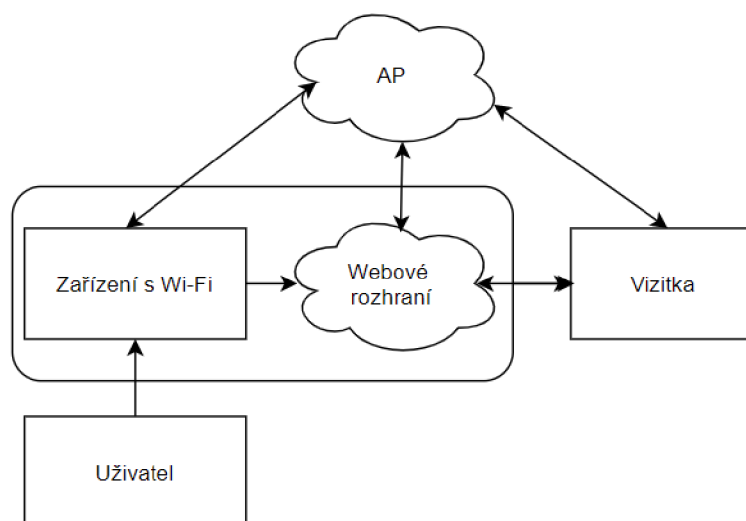 AP
Zařízení s Wi-Fi
Webové
rozhraní
Vizitka
Uživatel